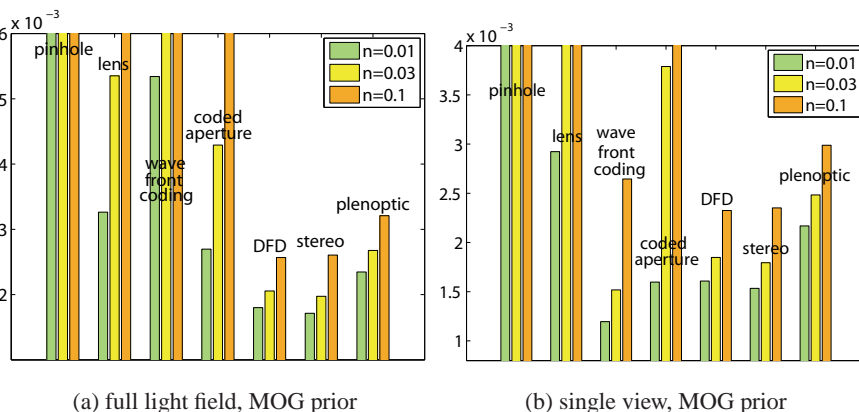 6 x 10⁻³
pinhole
lens
wave
front
coding
coded
aperture
DFD
stereo
plenoptic
n=0.01
n=0.03
n=0.1
5
4
3
2
(a) full light field, MOG prior
4 x 10⁻³
pinhole
lens
wave
front
coding
coded
aperture
DFD
stereo
plenoptic
n=0.01
n=0.03
n=0.1
3.5
3
2.5
2
1.5
1
(b) single view, MOG prior